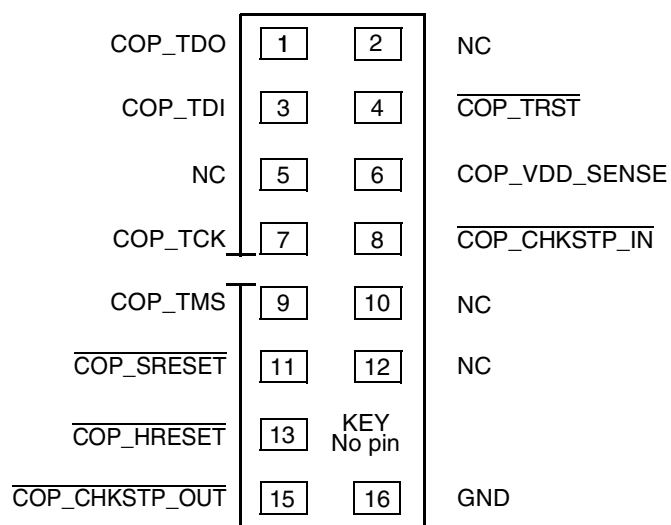 COP_TDO 1 2 NC
COP_TDI 3 4 COP_TRST
NC 5 6 COP_VDD_SENSE
COP_TCK 7 8 COP_CHKSTP_IN
COP_TMS 9 10 NC
COP_SRESET 11 12 NC
COP_HRESET 13 KEY
No pin
COP_CHKSTP_OUT 15 16 GND